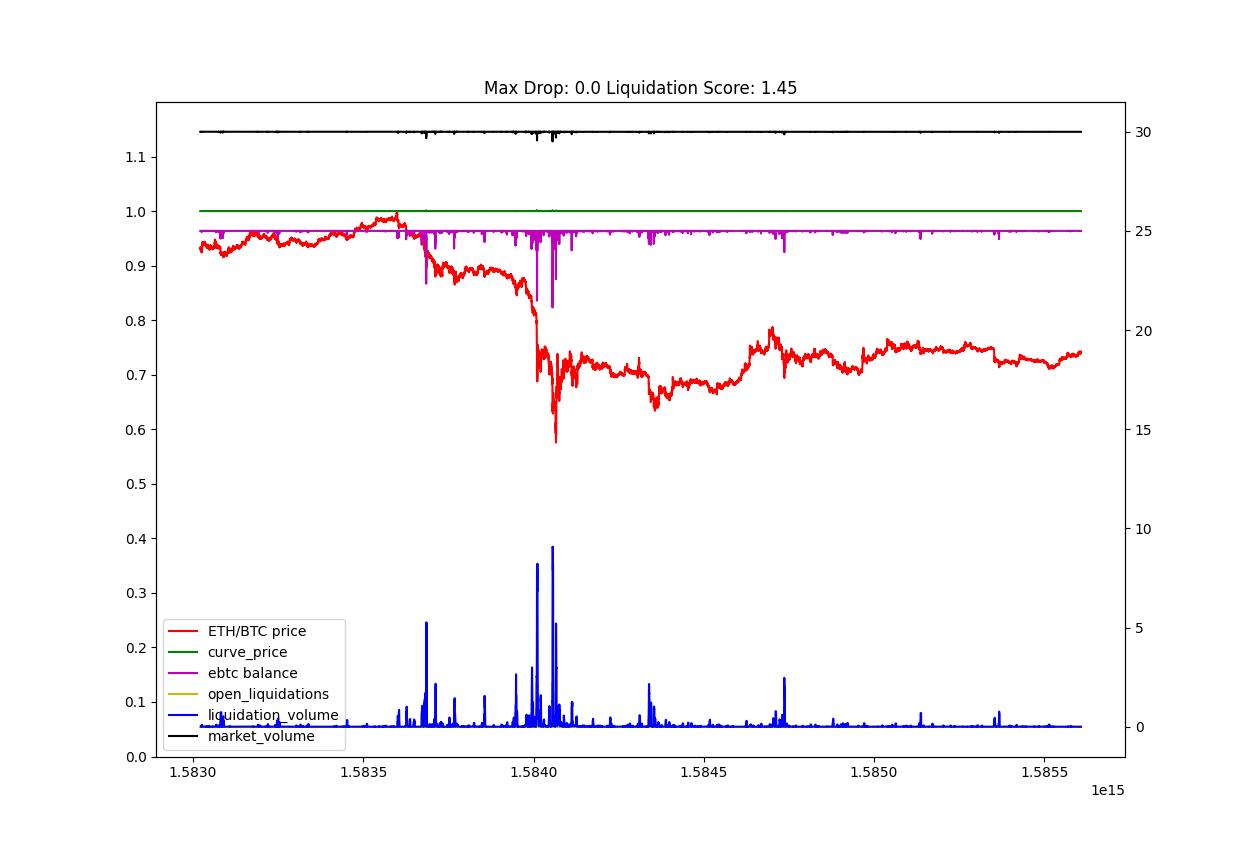 Max Drop: 0.0 Liquidation Score: 1.45
1.1
1.0
0.9
0.8
0.7
0.6
0.5
0.4
0.3
0.2
0.1
0.0
30
25
20
15
10
5
0
ETH/BTC price
curve_price
ebtc balance
open_liquidations
liquidation_volume
market_volume
1.5830 1.5835 1.5840 1.5845 1.5850 1.5855
1e15